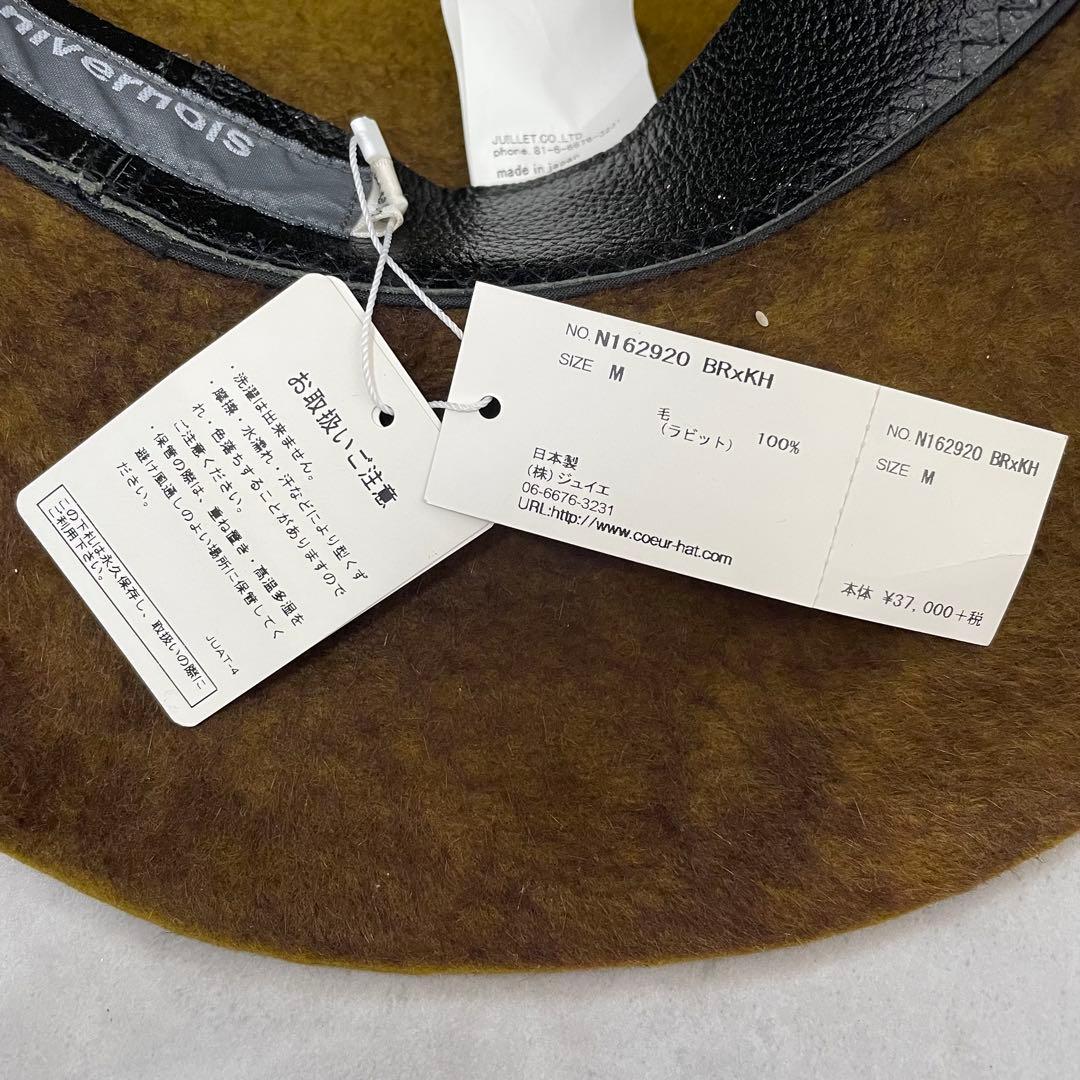 nivernois
JUILLET CO.,LTD
phone. 81-6-6676-3231
made in japan
お取扱いご注意
・洗濯は出来ません。
・摩擦・水濡れ・汗などにより型くず
れ・色落ちすることがありますので
ご注意ください。
・保管の際は、重ね置き・高温多湿を
避け風通しのよい場所に保管してく
ださい。
この下札は永久保存し、取扱いの際に
ご利用下さい。
JUAT-4
NO. N162920 BRxKH
SIZE M
毛
(ラビット) 100%
日本製
(株)ジュイエ
06-6676-3231
URL:http://www.coeur-hat.com
NO. N162920 BRxKH
SIZE M
本体 ¥37,000+税